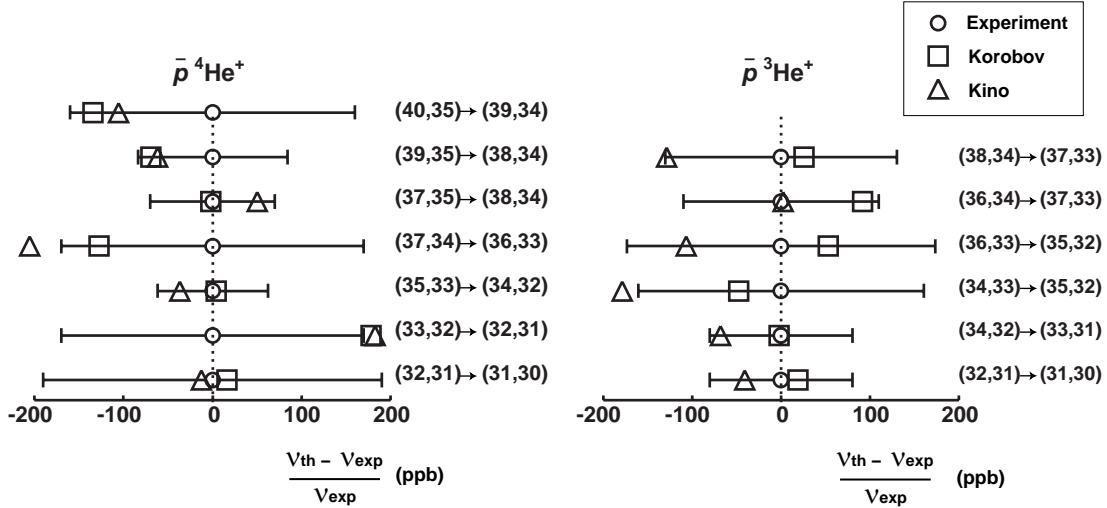 Experiment
Korobov
Kino
p̄ ⁴He⁺
(40,35)→(39,34)
(39,35)→(38,34)
(37,35)→(38,34)
(37,34)→(36,33)
(35,33)→(34,32)
(33,32)→(32,31)
(32,31)→(31,30)
-200 -100 0 100 200
νth – νexp
νexp
(ppb)
p̄ ³He⁺
(38,34)→(37,33)
(36,34)→(37,33)
(36,33)→(35,32)
(34,33)→(35,32)
(34,32)→(33,31)
(32,31)→(31,30)
-200 -100 0 100 200
νth – νexp
νexp
(ppb)